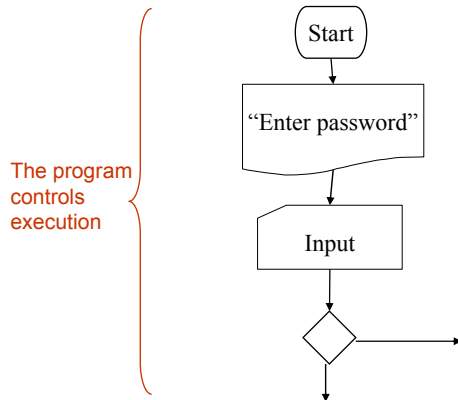 Start
“Enter password”
The program
controls
execution
Input